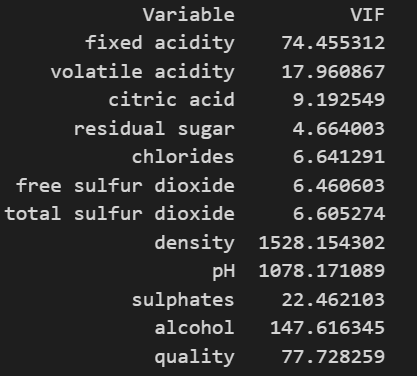 Variable VIF
fixed acidity 74.455312
volatile acidity 17.960867
citric acid 9.192549
residual sugar 4.664003
chlorides 6.641291
free sulfur dioxide 6.460603
total sulfur dioxide 6.605274
density 1528.154302
pH 1078.171089
sulphates 22.462103
alcohol 147.616345
quality 77.728259